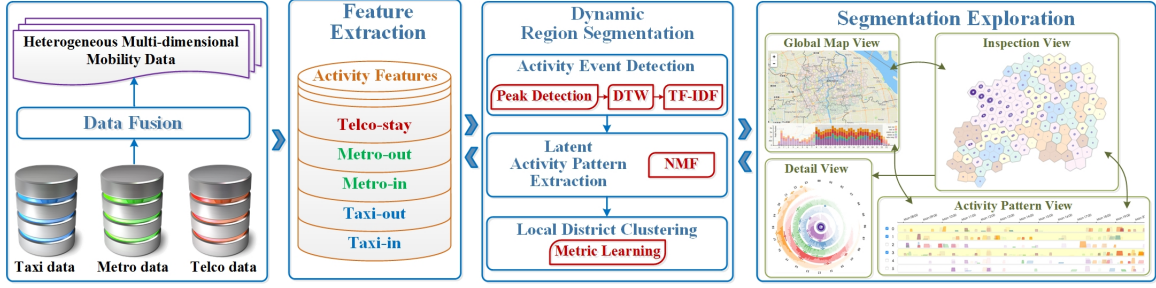 Heterogeneous Multi-dimensional
Mobility Data
Data Fusion
Taxi data
Metro data
Telco data
Feature
Extraction
Activity Features
Telco-stay
Metro-out
Metro-in
Taxi-out
Taxi-in
Dynamic
Region Segmentation
Activity Event Detection
Peak Detection
DTW
TF-IDF
Latent
Activity Pattern
Extraction
NMF
Local District Clustering
Metric Learning
Segmentation Exploration
Global Map View
Inspection View
Detail View
Activity Pattern View